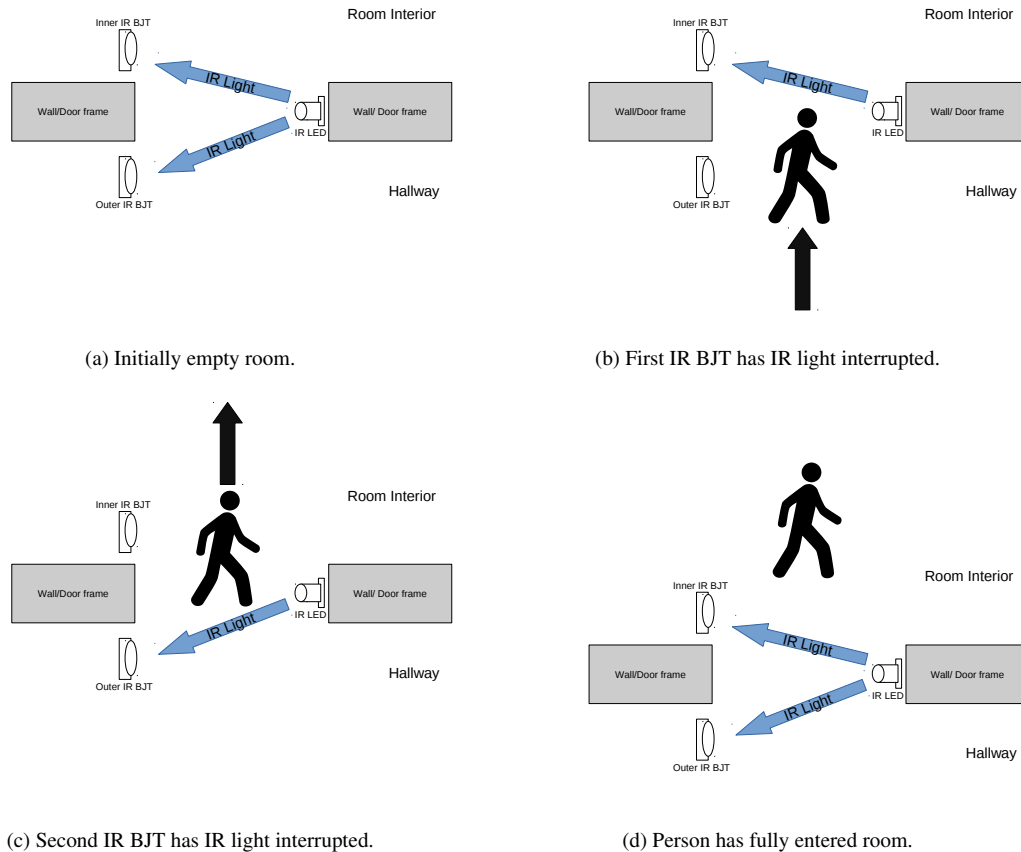 Room Interior
Inner IR BJT
IR Light
Wall/Door frame
Wall/ Door frame
IR LED
IR Light
Hallway
Outer IR BJT
(a) Initially empty room.
Room Interior
Inner IR BJT
IR Light
Wall/Door frame
Wall/ Door frame
IR LED
Hallway
Outer IR BJT
(b) First IR BJT has IR light interrupted.
Room Interior
Inner IR BJT
Wall/Door frame
Wall/ Door frame
IR LED
IR Light
Hallway
Outer IR BJT
(c) Second IR BJT has IR light interrupted.
Room Interior
Inner IR BJT
IR Light
Wall/Door frame
Wall/ Door frame
IR LED
IR Light
Hallway
Outer IR BJT
(d) Person has fully entered room.